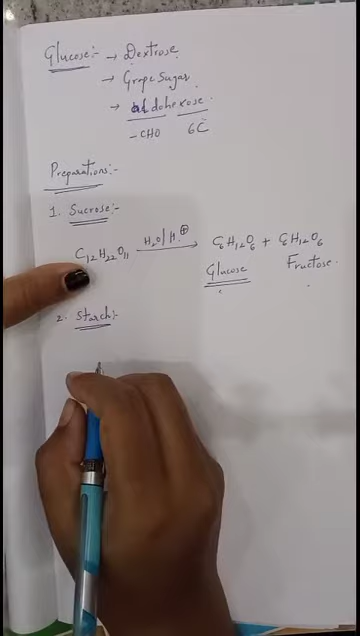 Glucose:- → Dextrose
→ Grape Sugar
→ aldohexose
-CHO 6C
Preparations:-
1. Sucrose:-
C12H22O11 H2O/H⊕ → C6H12O6 + C6H12O6
Glucose Fructose.
2. Starch:-